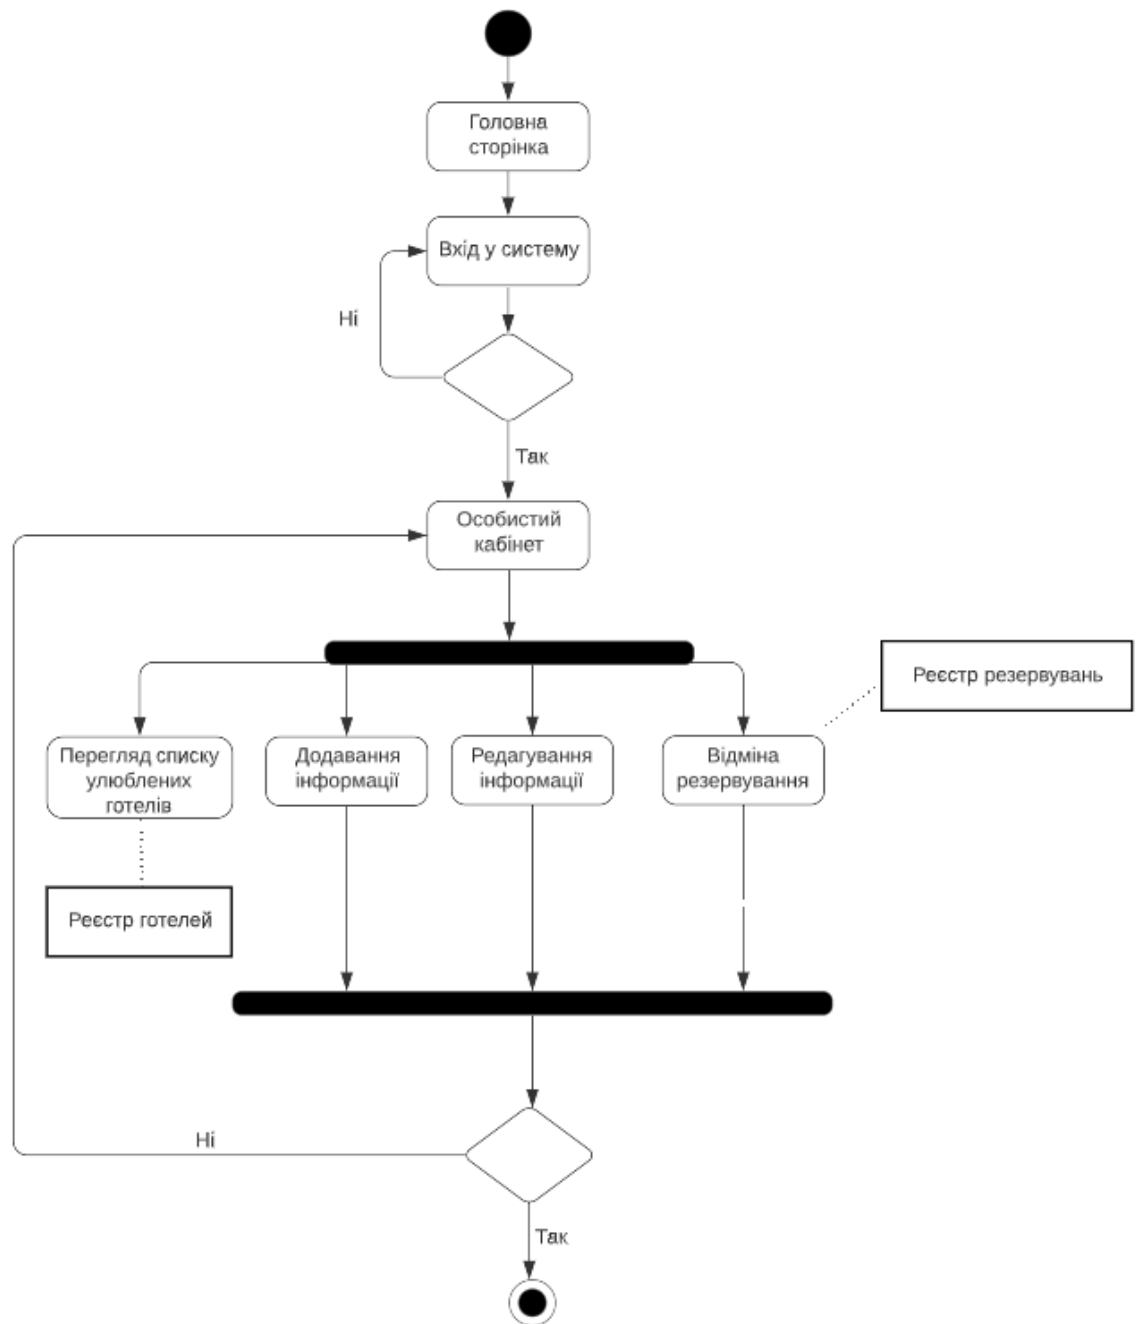 Головна
сторінка
Вхід у систему
Ні
Так
Особистий
кабінет
Реєстр резервувань
Перегляд списку
улюблених
готелів
Додавання
інформації
Редагування
інформації
Відміна
резервування
Реєстр готелей
Ні
Так